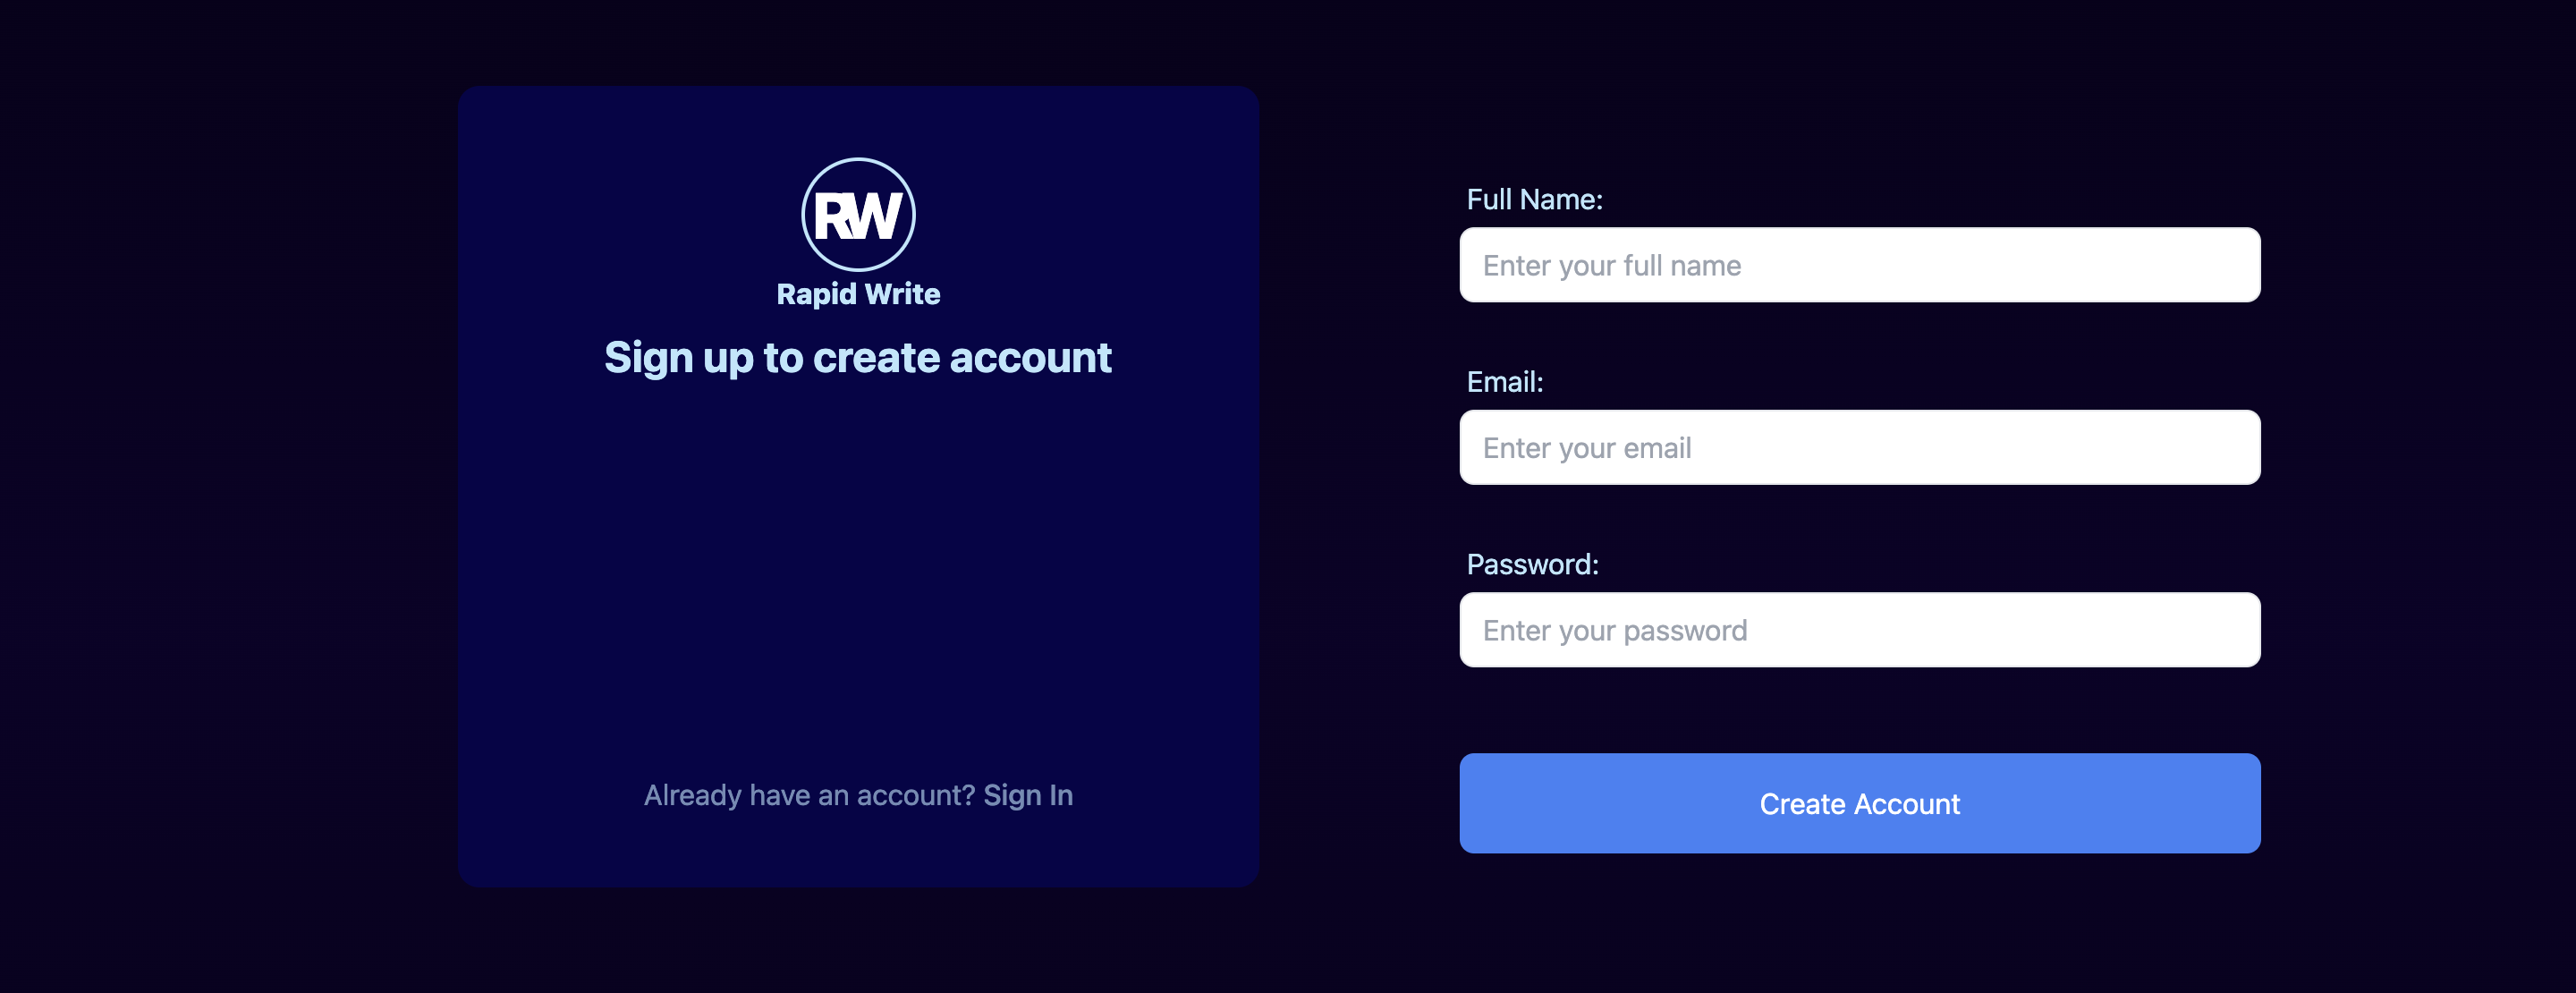 RW
Rapid Write
Sign up to create account
Already have an account? Sign In
Full Name:
Enter your full name
Email:
Enter your email
Password:
Enter your password
Create Account